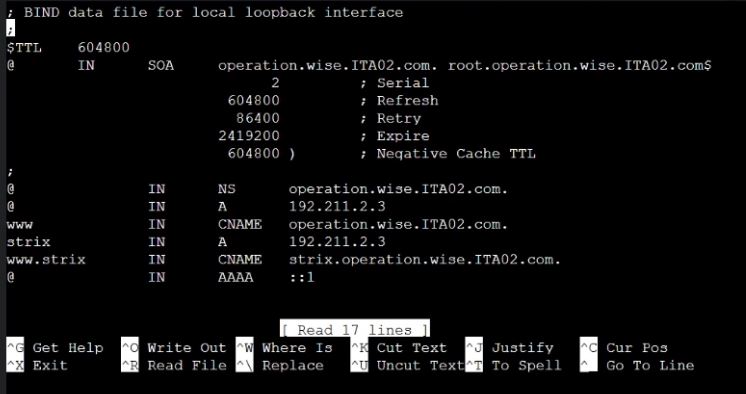 ; BIND data file for local loopback interface
;
$TTL    604800
@       IN      SOA     operation.wise.ITA02.com. root.operation.wise.ITA02.com$
                              2         ; Serial
                         604800         ; Refresh
                          86400         ; Retry
                        2419200         ; Expire
                         604800 )       ; Negative Cache TTL
;
@               IN      NS      operation.wise.ITA02.com.
@               IN      A       192.211.2.3
www             IN      CNAME   operation.wise.ITA02.com.
strix           IN      A       192.211.2.3
www.strix       IN      CNAME   strix.operation.wise.ITA02.com.
@               IN      AAAA    ::1
[ Read 17 lines ]
^G Get Help  ^O Write Out ^W Where Is  ^K Cut Text  ^J Justify   ^C Cur Pos
^X Exit      ^R Read File ^\ Replace   ^U Uncut Text^T To Spell  ^_ Go To Line